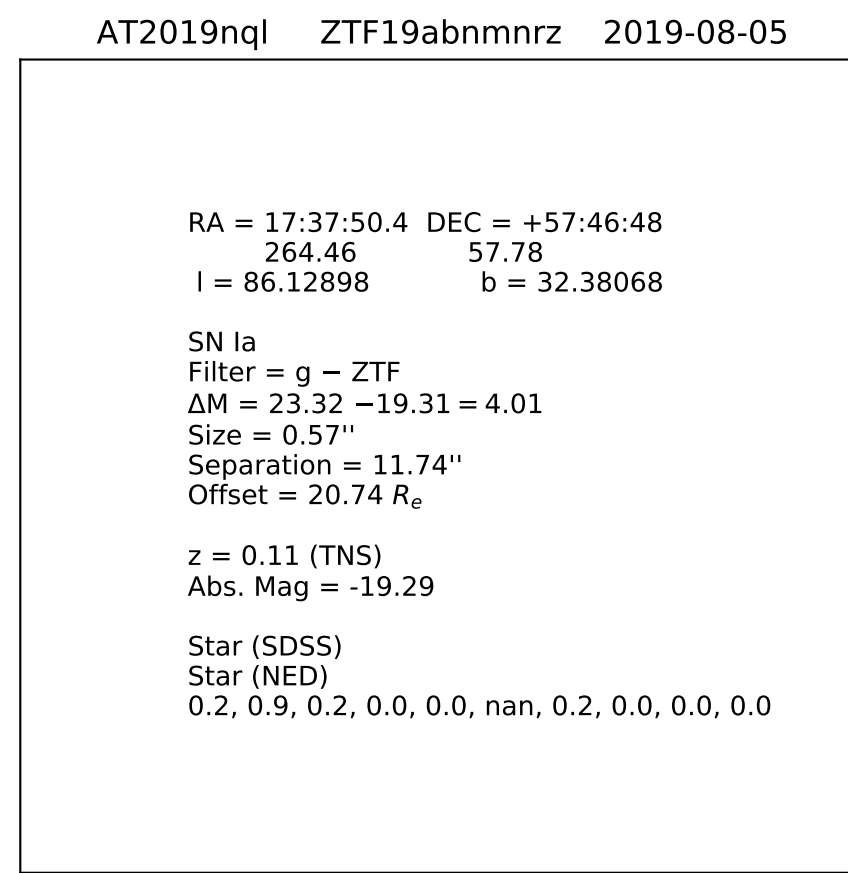 AT2019nql ZTF19abnmnrz 2019-08-05
RA = 17:37:50.4 DEC = +57:46:48
264.46 57.78
l = 86.12898 b = 32.38068
SN Ia
Filter = g − ZTF
ΔM = 23.32 −19.31 = 4.01
Size = 0.57''
Separation = 11.74''
Offset = 20.74 Rₑ
z = 0.11 (TNS)
Abs. Mag = -19.29
Star (SDSS)
Star (NED)
0.2, 0.9, 0.2, 0.0, 0.0, nan, 0.2, 0.0, 0.0, 0.0